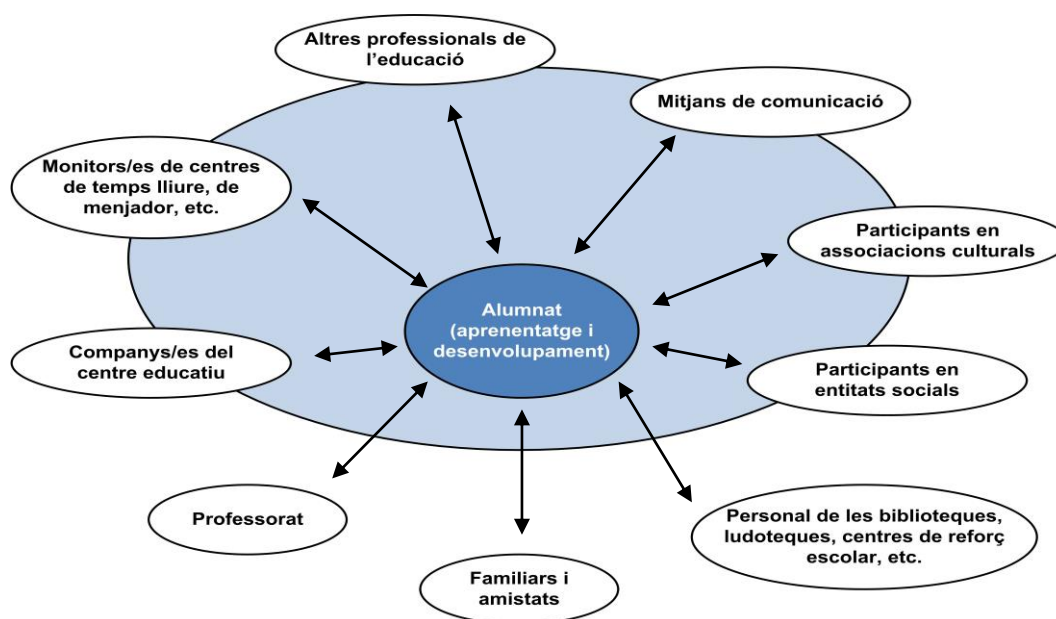 Altres professionals de
l’educació
Mitjans de comunicació
Monitors/es de centres
de temps lliure, de
menjador, etc.
Participants en
associacions culturals
Alumnat
(aprenentatge i
desenvolupament)
Companys/es del
centre educatiu
Participants en
entitats socials
Professorat
Personal de les biblioteques,
ludoteques, centres de reforç
escolar, etc.
Familiars i
amistats